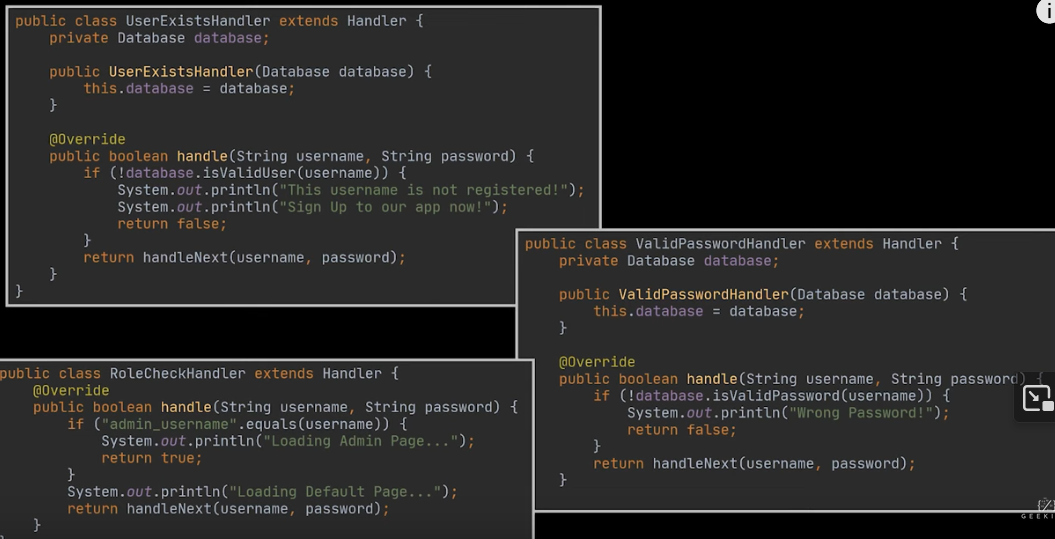 public class UserExistsHandler extends Handler {
    private Database database;

    public UserExistsHandler(Database database) {
        this.database = database;
    }

    @Override
    public boolean handle(String username, String password) {
        if (!database.isValidUser(username)) {
            System.out.println("This username is not registered!");
            System.out.println("Sign Up to our app now!");
            return false;
        }
        return handleNext(username, password);
    }
}
public class ValidPasswordHandler extends Handler {
    private Database database;

    public ValidPasswordHandler(Database database) {
        this.database = database;
    }

    @Override
    public boolean handle(String username, String password) {
        if (!database.isValidPassword(username)) {
            System.out.println("Wrong Password!");
            return false;
        }
        return handleNext(username, password);
    }
public class RoleCheckHandler extends Handler {
    @Override
    public boolean handle(String username, String password) {
        if ("admin_username".equals(username)) {
            System.out.println("Loading Admin Page...");
            return true;
        }
        System.out.println("Loading Default Page...");
        return handleNext(username, password);
    }
i